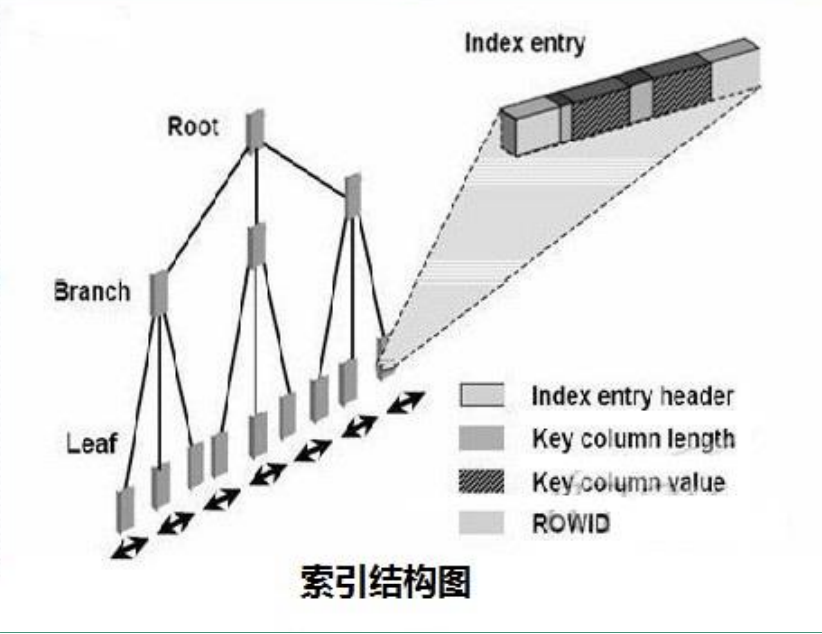 Index entry
Root
Branch
Leaf
Index entry header
Key column length
Key column value
ROWID
索引结构图